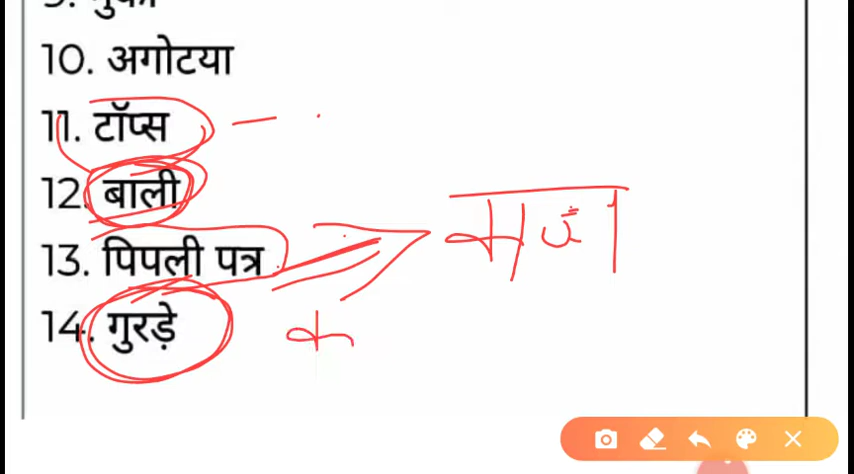 10. अगोटया
11. टॉप्स
12. बाली
13. पिपली पत्र
14. गुरड़े